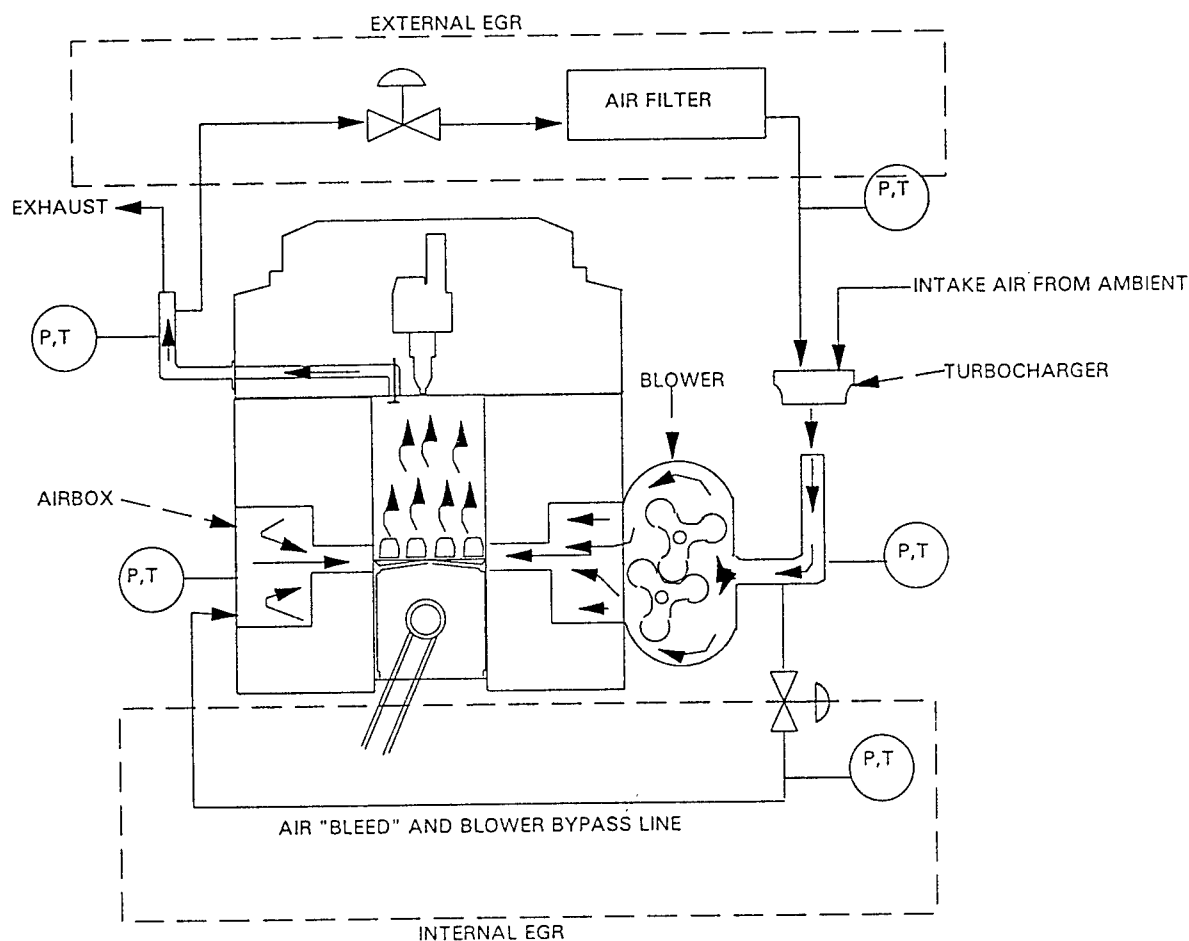 EXTERNAL EGR
AIR FILTER
P,T
EXHAUST
INTAKE AIR FROM AMBIENT
P,T
BLOWER
TURBOCHARGER
AIRBOX
P,T
P,T
P,T
AIR "BLEED" AND BLOWER BYPASS LINE
INTERNAL EGR